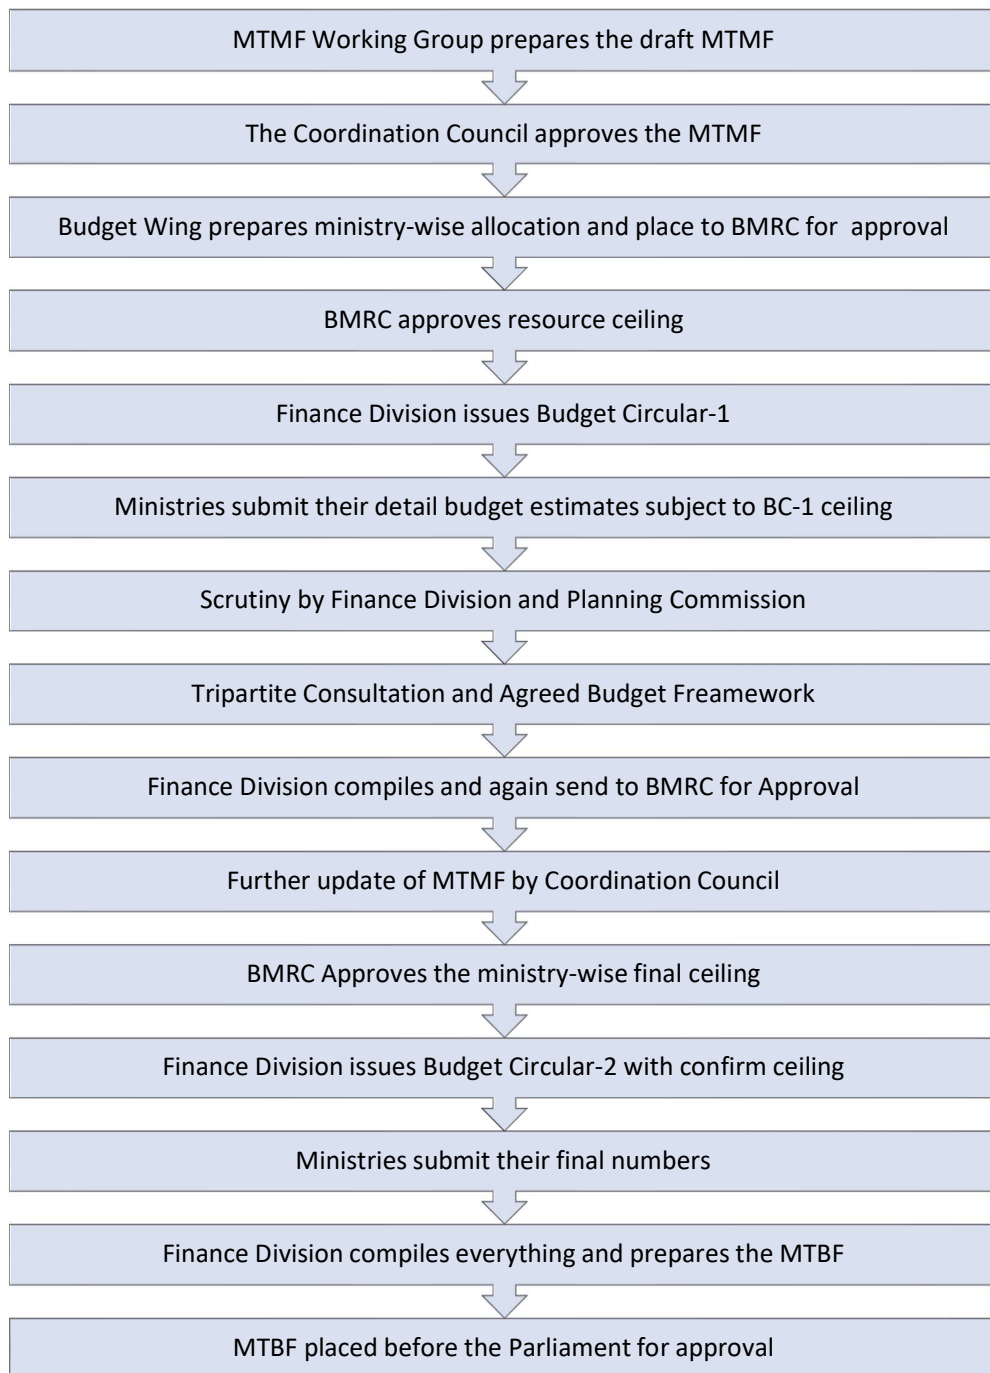 MTMF Working Group prepares the draft MTMF
The Coordination Council approves the MTMF
Budget Wing prepares ministry-wise allocation and place to BMRC for approval
BMRC approves resource ceiling
Finance Division issues Budget Circular-1
Ministries submit their detail budget estimates subject to BC-1 ceiling
Scrutiny by Finance Division and Planning Commission
Tripartite Consultation and Agreed Budget Freamework
Finance Division compiles and again send to BMRC for Approval
Further update of MTMF by Coordination Council
BMRC Approves the ministry-wise final ceiling
Finance Division issues Budget Circular-2 with confirm ceiling
Ministries submit their final numbers
Finance Division compiles everything and prepares the MTBF
MTBF placed before the Parliament for approval